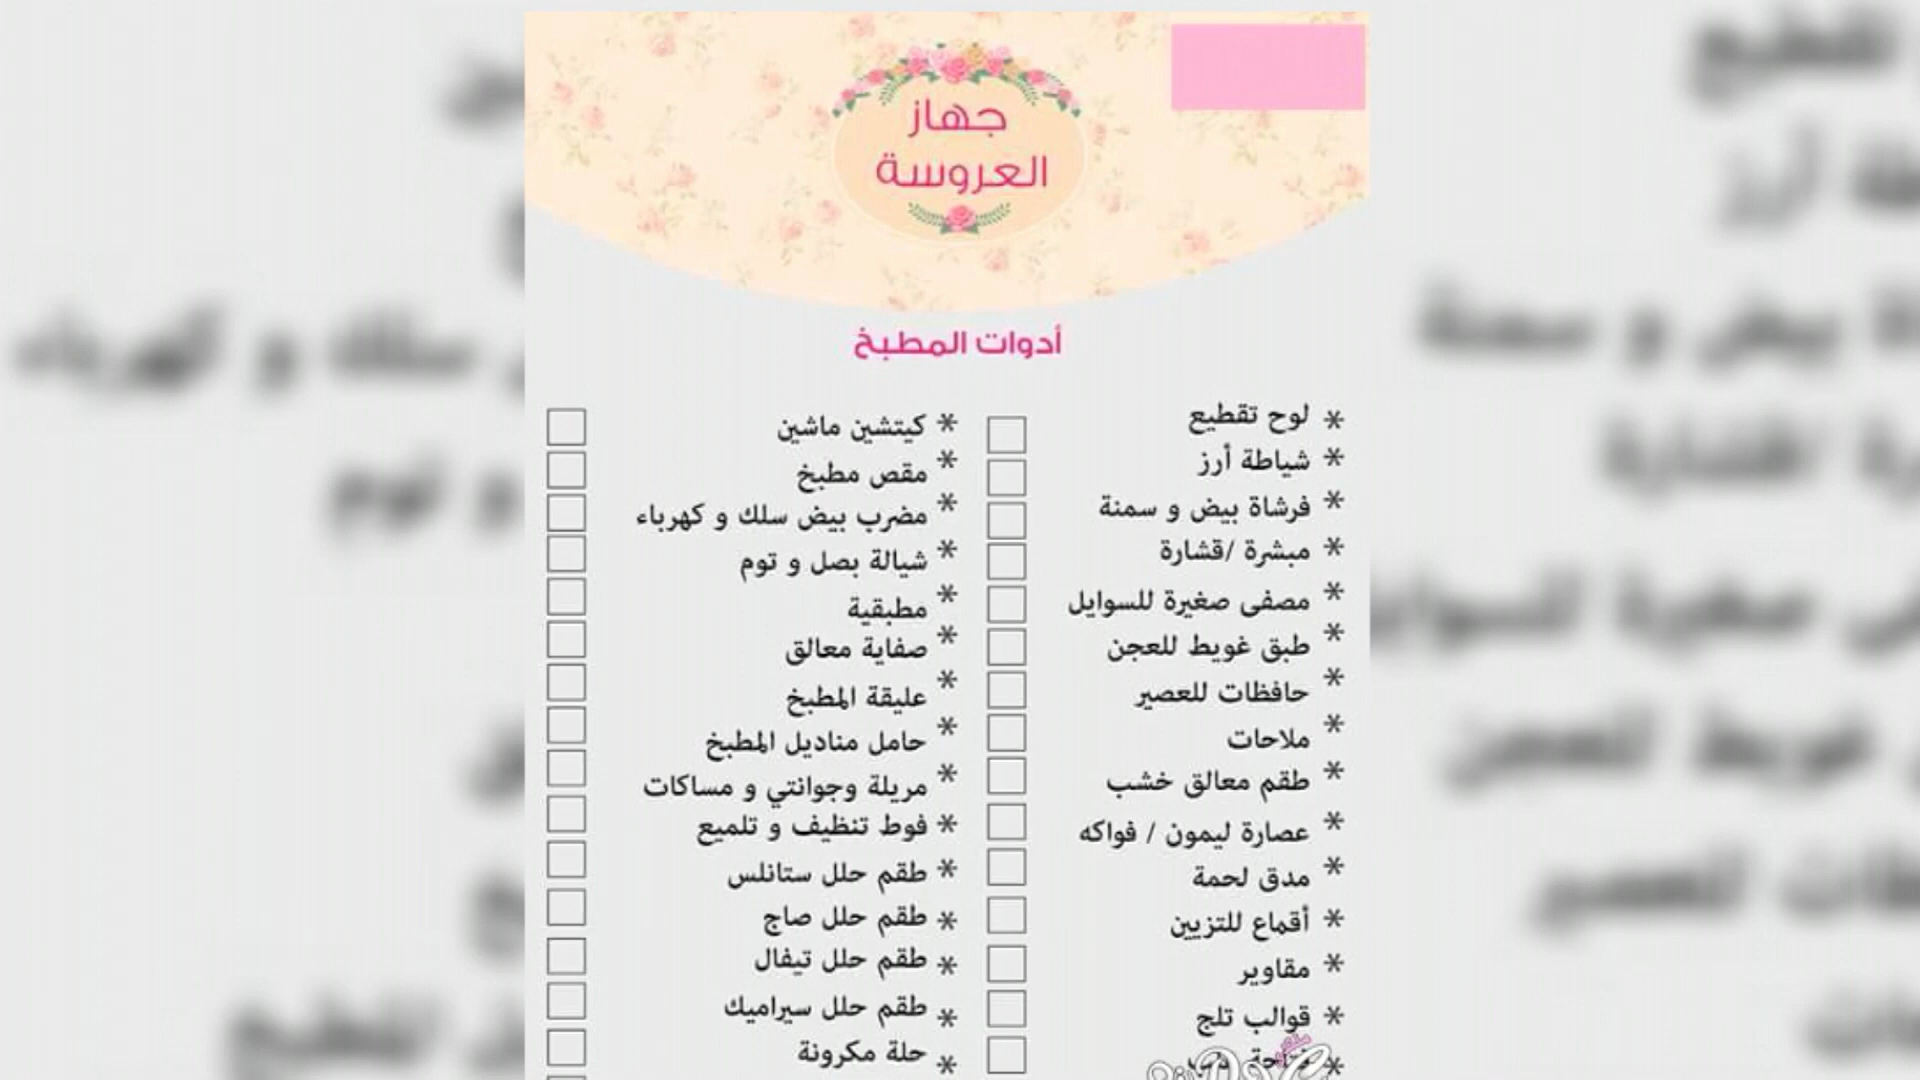 جهاز
العروسة
أدوات المطبخ
* لوح تقطيع
* شياطة أرز
* فرشاة بيض و سمنة
* مبشرة /قشارة
* مصفى صغيرة للسوايل
* طبق غويط للعجن
* حافظات للعصير
* ملاحات
* طقم معالق خشب
* عصارة ليمون / فواكه
* مدق لحمة
* أقماع للتزيين
* مقاوير
* قوالب تلج
* كيتشين ماشين
* مقص مطبخ
* مضرب بيض سلك و كهرباء
* شيالة بصل و توم
* مطبقية
* صفاية معالق
* عليقة المطبخ
* حامل مناديل المطبخ
* مريلة وجوانتي و مساكات
* فوط تنظيف و تلميع
* طقم حلل ستانلس
* طقم حلل صاج
* طقم حلل تيفال
* طقم حلل سيراميك
* حلة مكرونة